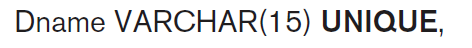 Dname VARCHAR(15) UNIQUE,